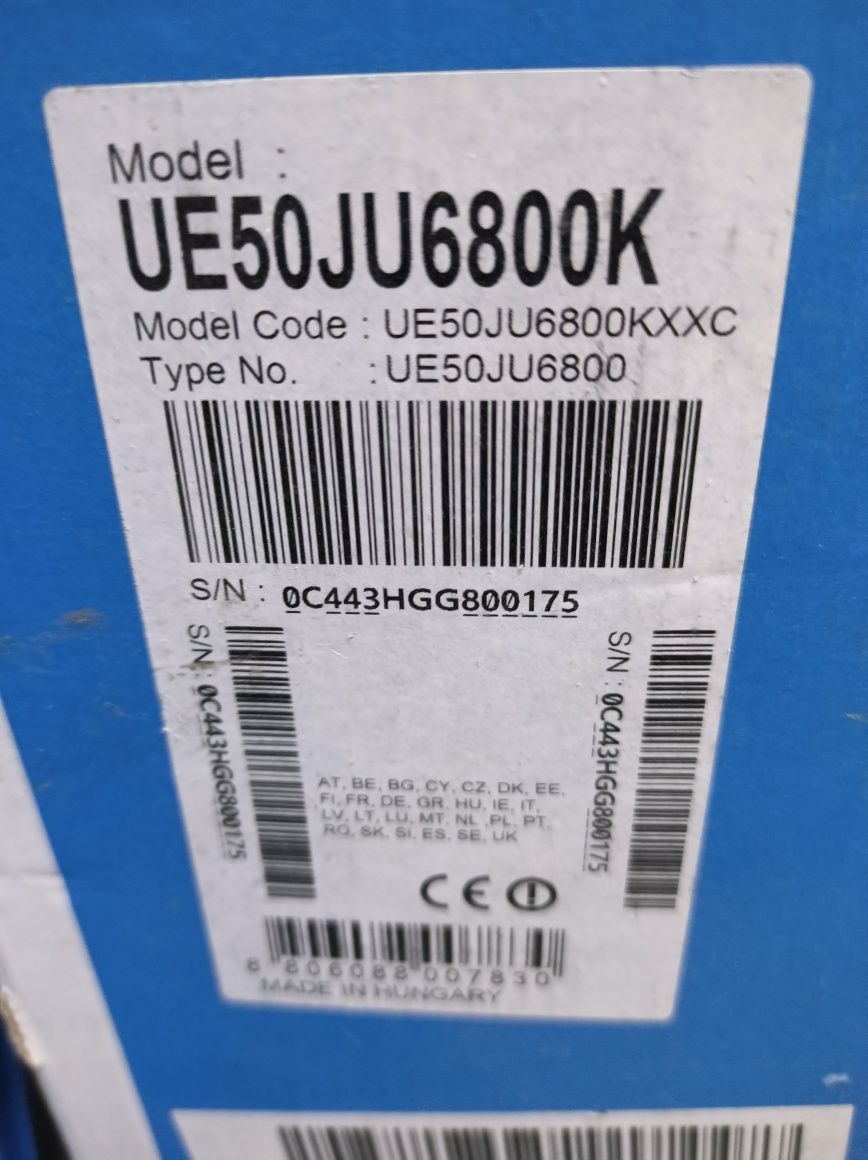 Model :
UE50JU6800K
Model Code : UE50JU6800KXXC
Type No. : UE50JU6800
S/N : 0C443HGG800175
S/N : 0C443HGG800175
S/N : 0C443HGG800175
AT, BE, BG, CY, CZ, DK, EE,
FI, FR, DE, GR, HU, IE, IT,
LV, LT, LU, MT, NL ,PL, PT,
RO, SK, SI, ES, SE, UK
CE
8 806088 007830
MADE IN HUNGARY